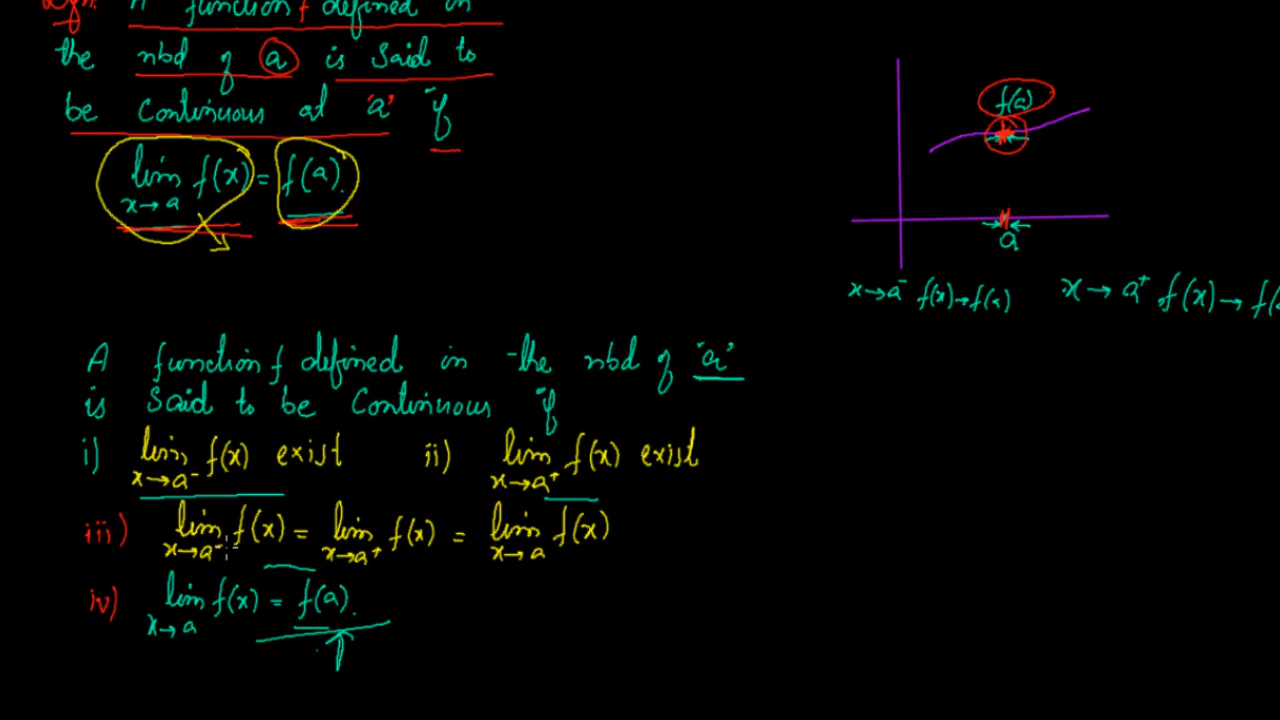 Defn. A function f defined in
the nbd of a is said to
be continuous at 'a' if
lim x→a f(x) = f(a).
f(a)
a
x→a⁻ f(x)→f(a) x→a⁺, f(x)→f(a
A function f defined in the nbd of 'a'
is said to be continuous if
i) lim x→a⁻ f(x) exist ii) lim x→a⁺ f(x) exist
iii) lim x→a⁻ f(x) = lim x→a⁺ f(x) = lim x→a f(x)
iv) lim x→a f(x) = f(a).